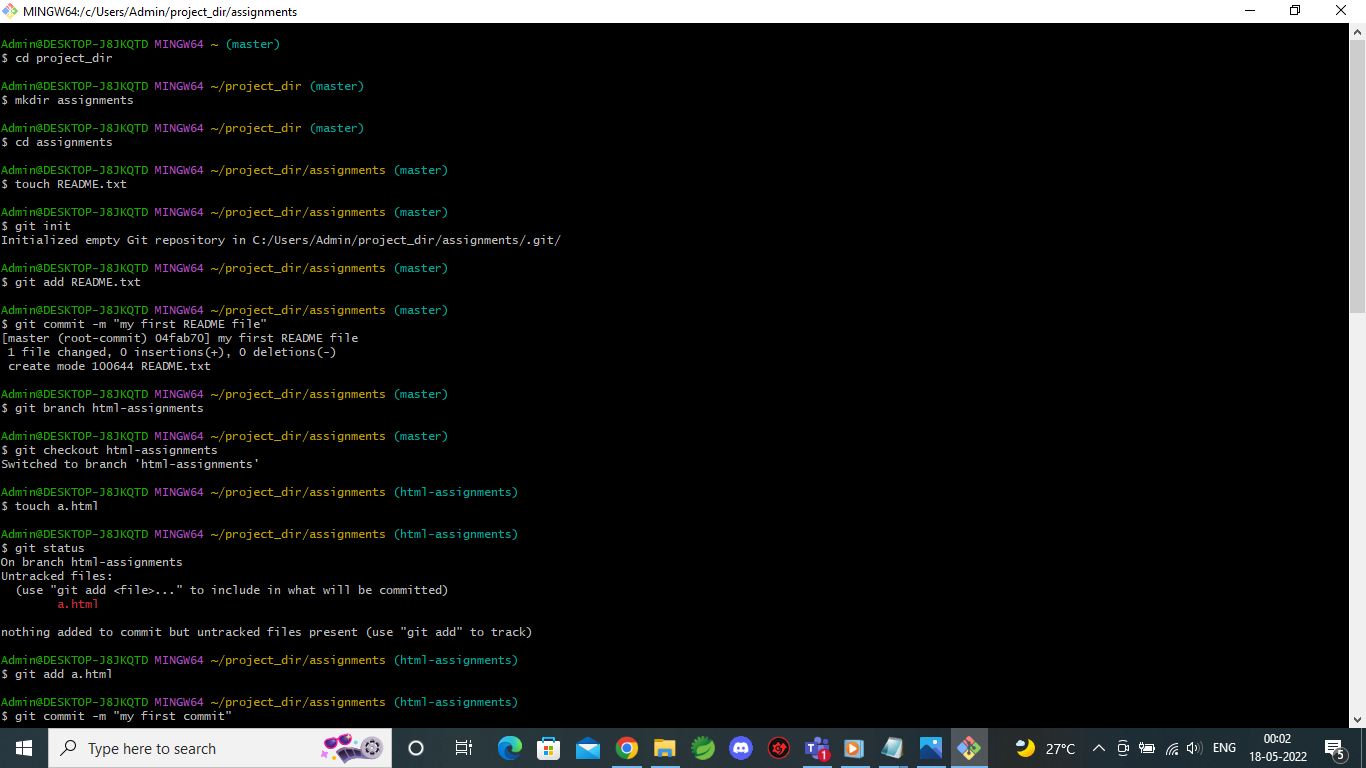 MINGW64:/c/Users/Admin/project_dir/assignments
Admin@DESKTOP-J8JKQTD MINGW64 ~ (master)
$ cd project_dir
Admin@DESKTOP-J8JKQTD MINGW64 ~/project_dir (master)
$ mkdir assignments
Admin@DESKTOP-J8JKQTD MINGW64 ~/project_dir (master)
$ cd assignments
Admin@DESKTOP-J8JKQTD MINGW64 ~/project_dir/assignments (master)
$ touch README.txt
Admin@DESKTOP-J8JKQTD MINGW64 ~/project_dir/assignments (master)
$ git init
Initialized empty Git repository in C:/Users/Admin/project_dir/assignments/.git/
Admin@DESKTOP-J8JKQTD MINGW64 ~/project_dir/assignments (master)
$ git add README.txt
Admin@DESKTOP-J8JKQTD MINGW64 ~/project_dir/assignments (master)
$ git commit -m "my first README file"
[master (root-commit) 04fab70] my first README file
 1 file changed, 0 insertions(+), 0 deletions(-)
 create mode 100644 README.txt
Admin@DESKTOP-J8JKQTD MINGW64 ~/project_dir/assignments (master)
$ git branch html-assignments
Admin@DESKTOP-J8JKQTD MINGW64 ~/project_dir/assignments (master)
$ git checkout html-assignments
Switched to branch 'html-assignments'
Admin@DESKTOP-J8JKQTD MINGW64 ~/project_dir/assignments (html-assignments)
$ touch a.html
Admin@DESKTOP-J8JKQTD MINGW64 ~/project_dir/assignments (html-assignments)
$ git status
On branch html-assignments
Untracked files:
  (use "git add <file>..." to include in what will be committed)
        a.html
nothing added to commit but untracked files present (use "git add" to track)
Admin@DESKTOP-J8JKQTD MINGW64 ~/project_dir/assignments (html-assignments)
$ git add a.html
Admin@DESKTOP-J8JKQTD MINGW64 ~/project_dir/assignments (html-assignments)
$ git commit -m "my first commit"
Type here to search
1
27°C
ENG
00:02
18-05-2022
5